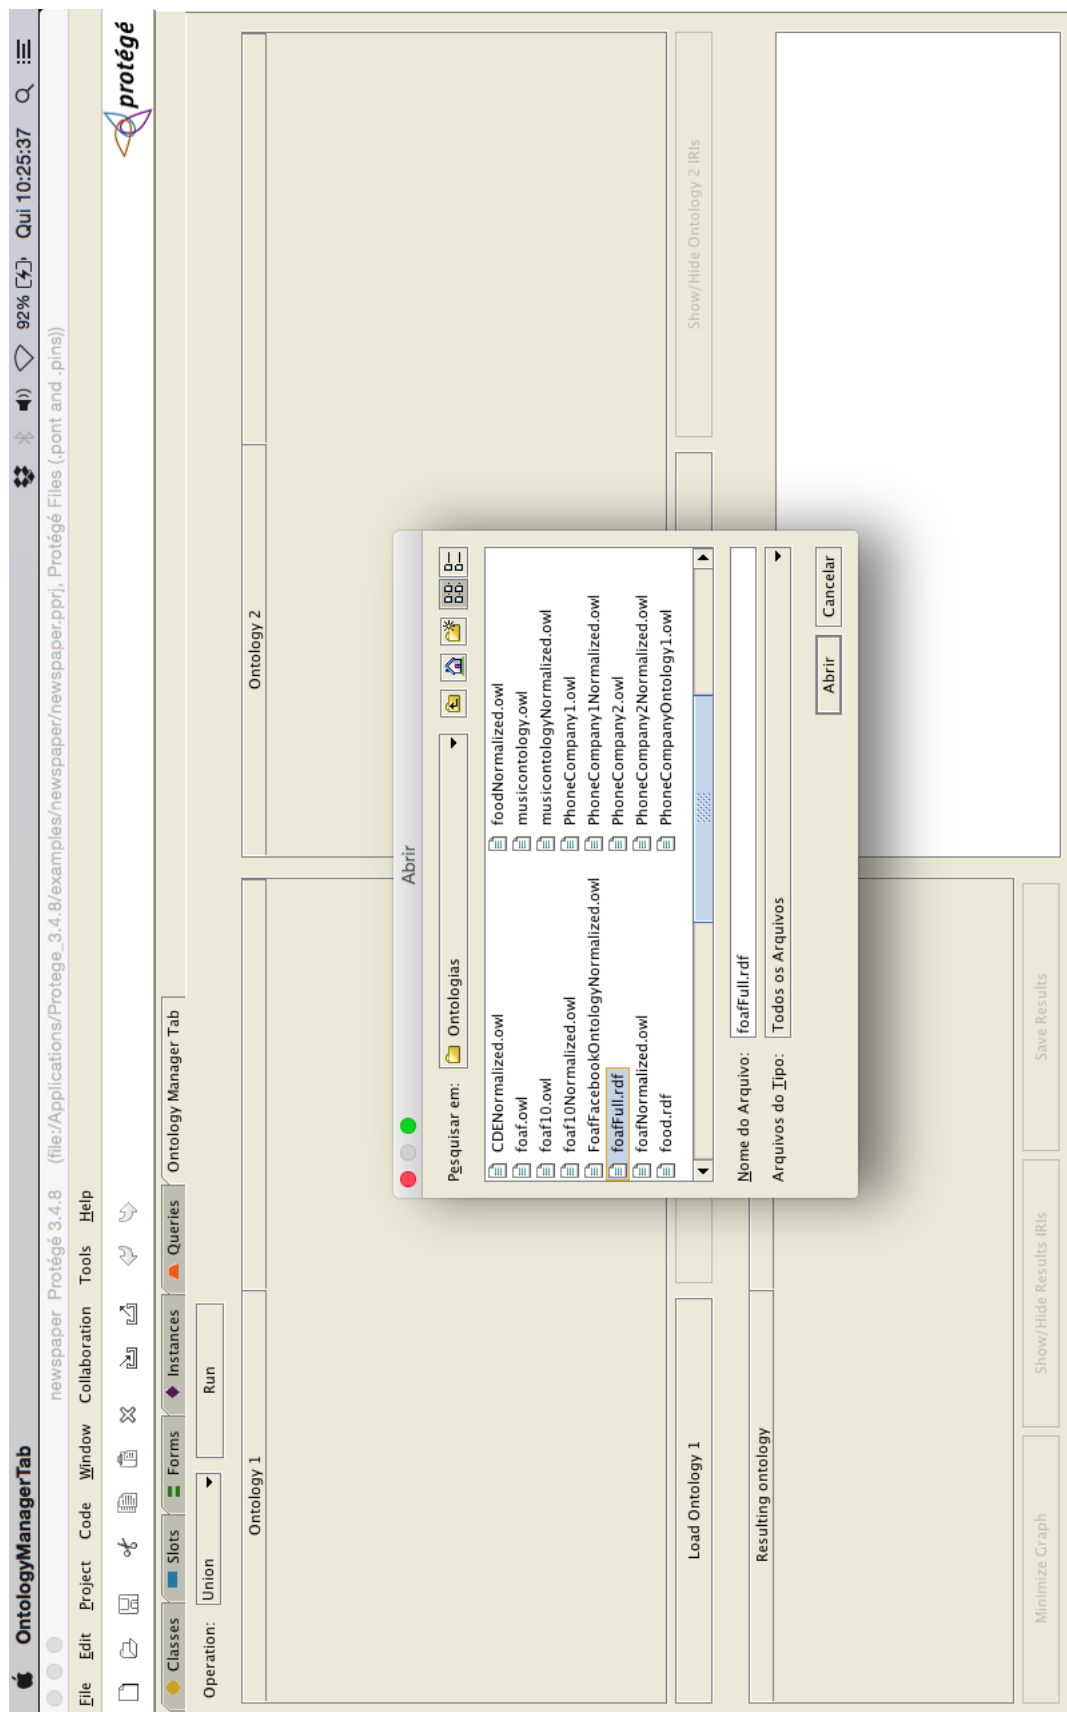 OntologyManagerTab 92% Qui 10:25:37
newspaper Protégé 3.4.8 (file:/Applications/Protege_3.4.8/examples/newspaper/newspaper.pprj, Protégé Files (.pont and .pins))
File Edit Project Code Window Collaboration Tools Help
protégé
Classes Slots Forms Instances Queries Ontology Manager Tab
Operation: Union Run
Ontology 1 Ontology 2
Abrir
Pesquisar em: Ontologias
CDENormalized.owl foodNormalized.owl
foaf.owl musicontology.owl
foaf10.owl musicontologyNormalized.owl
foaf10Normalized.owl PhoneCompany1.owl
FoafFacebookOntologyNormalized.owl PhoneCompany1Normalized.owl
foafFull.rdf PhoneCompany2.owl
foafNormalized.owl PhoneCompany2Normalized.owl
food.rdf PhoneCompanyOntology1.owl
Nome do Arquivo: foafFull.rdf
Arquivos do Tipo: Todos os Arquivos
Abrir Cancelar
Load Ontology 1 Show/Hide Ontology 2 IRIs
Resulting ontology
Minimize Graph Show/Hide Results IRIs Save Results